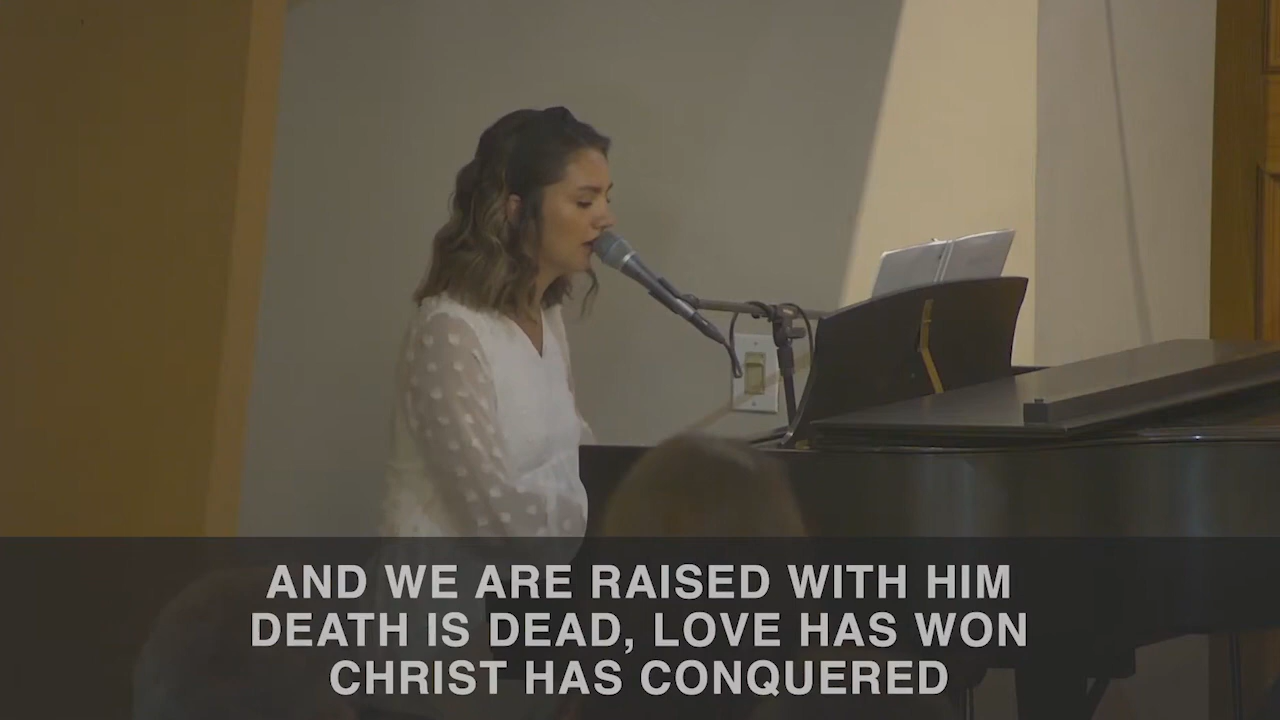 AND WE ARE RAISED WITH HIM
DEATH IS DEAD, LOVE HAS WON
CHRIST HAS CONQUERED